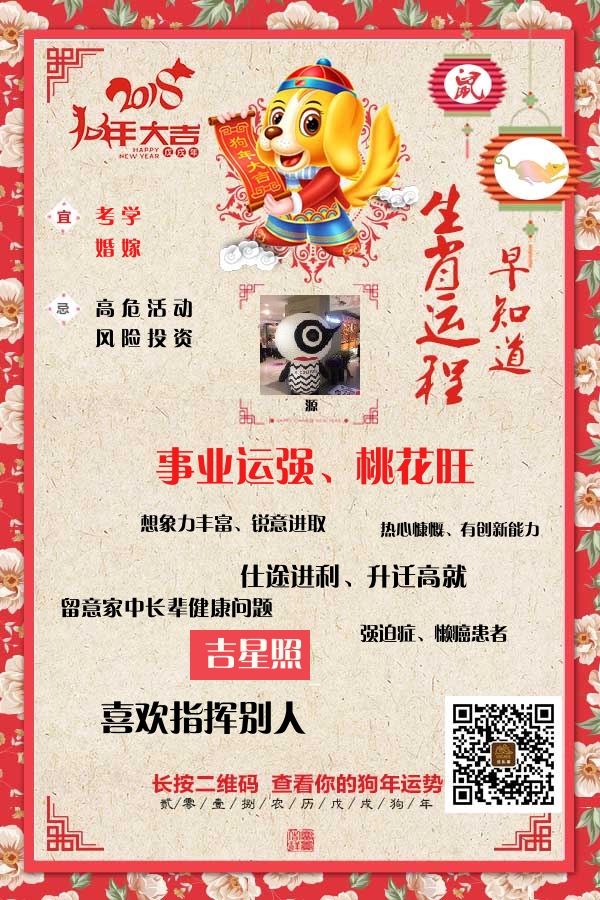 2018
狗年大吉
HAPPY
NEW YEAR
戊戌年
狗年大吉
鼠
宜
考学
婚嫁
忌
高危活动
风险投资
生肖运程
早知道
源
HAPPY CHINESE NEW YEAR
事业运强、桃花旺
想象力丰富、锐意进取
热心慷慨、有创新能力
仕途进利、升迁高就
留意家中长辈健康问题
强迫症、懒癌患者
吉星照
喜欢指挥别人
长按二维码 查看你的狗年运势
贰/零/壹/捌/农/历/戊/戌/狗/年